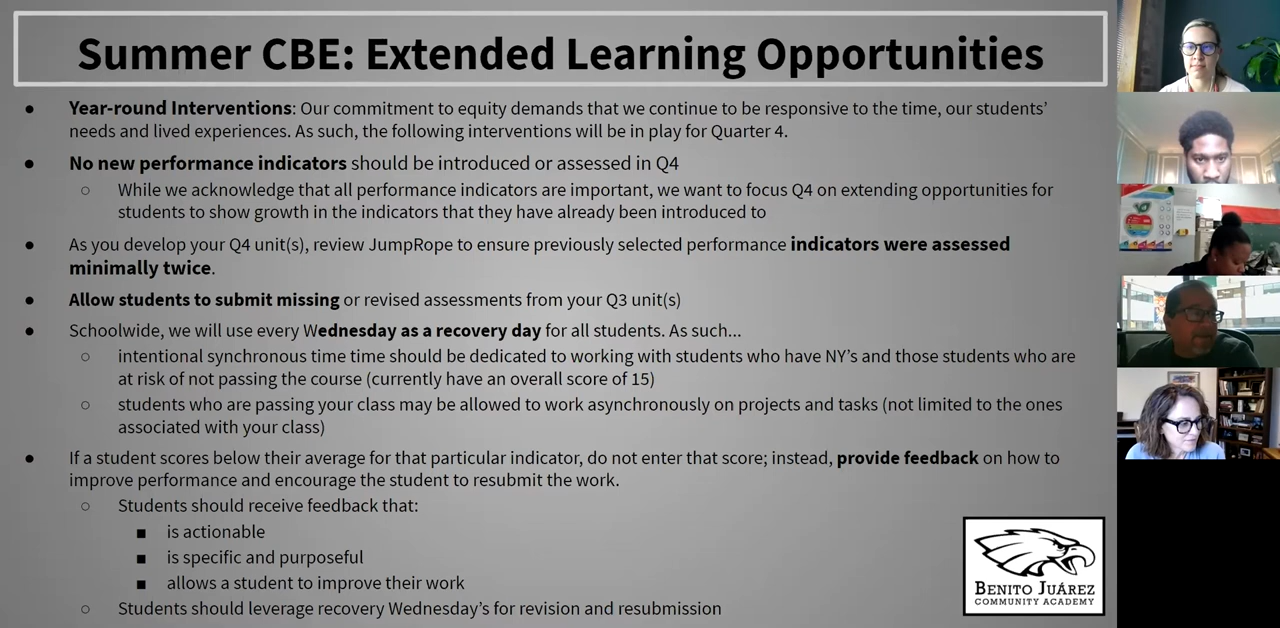 Summer CBE: Extended Learning Opportunities
● Year-round Interventions: Our commitment to equity demands that we continue to be responsive to the time, our students’
needs and lived experiences. As such, the following interventions will be in play for Quarter 4.
● No new performance indicators should be introduced or assessed in Q4
○ While we acknowledge that all performance indicators are important, we want to focus Q4 on extending opportunities for
students to show growth in the indicators that they have already been introduced to
● As you develop your Q4 unit(s), review JumpRope to ensure previously selected performance indicators were assessed
minimally twice.
● Allow students to submit missing or revised assessments from your Q3 unit(s)
● Schoolwide, we will use every Wednesday as a recovery day for all students. As such...
○ intentional synchronous time time should be dedicated to working with students who have NY’s and those students who are
at risk of not passing the course (currently have an overall score of 15)
○ students who are passing your class may be allowed to work asynchronously on projects and tasks (not limited to the ones
associated with your class)
● If a student scores below their average for that particular indicator, do not enter that score; instead, provide feedback on how to
improve performance and encourage the student to resubmit the work.
○ Students should receive feedback that:
■ is actionable
■ is specific and purposeful
■ allows a student to improve their work
○ Students should leverage recovery Wednesday’s for revision and resubmission
BENITO JUÁREZ
COMMUNITY ACADEMY